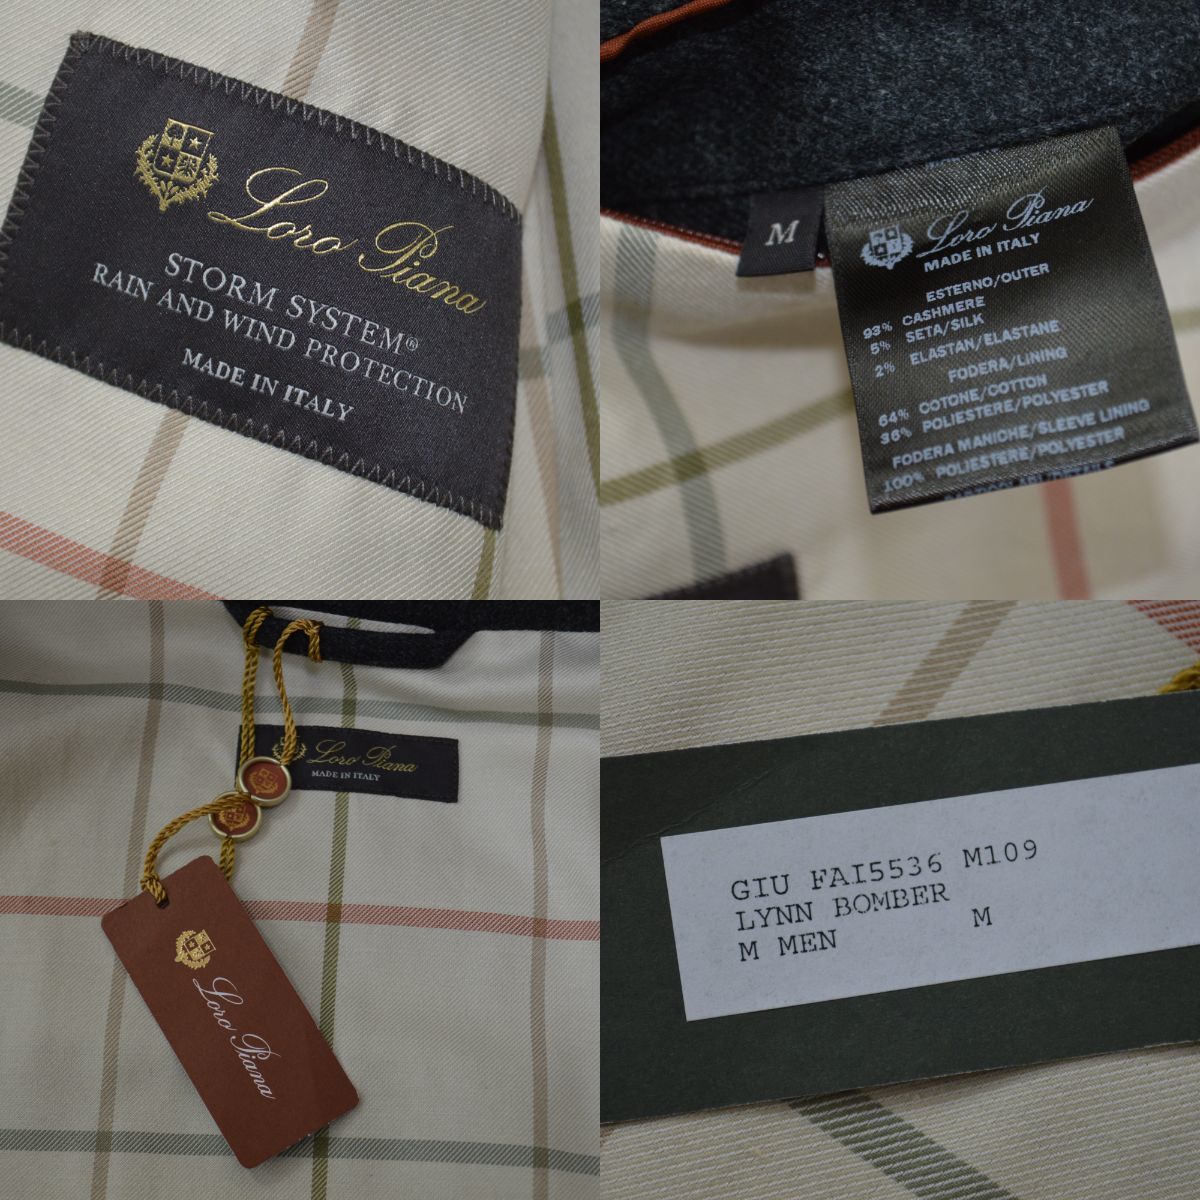 Loro Piana
STORM SYSTEM®
RAIN AND WIND PROTECTION
MADE IN ITALY
M
Loro Piana
MADE IN ITALY
ESTERNO/OUTER
93% CASHMERE
5% SETA/SILK
2% ELASTAN/ELASTANE
FODERA/LINING
64% COTONE/COTTON
36% POLIESTERE/POLYESTER
FODERA MANICHE/SLEEVE LINING
100% POLIESTERE/POLYESTER
Loro Piana
MADE IN ITALY
Loro Piana
GIU FAI5536 M109
LYNN BOMBER
M MEN M